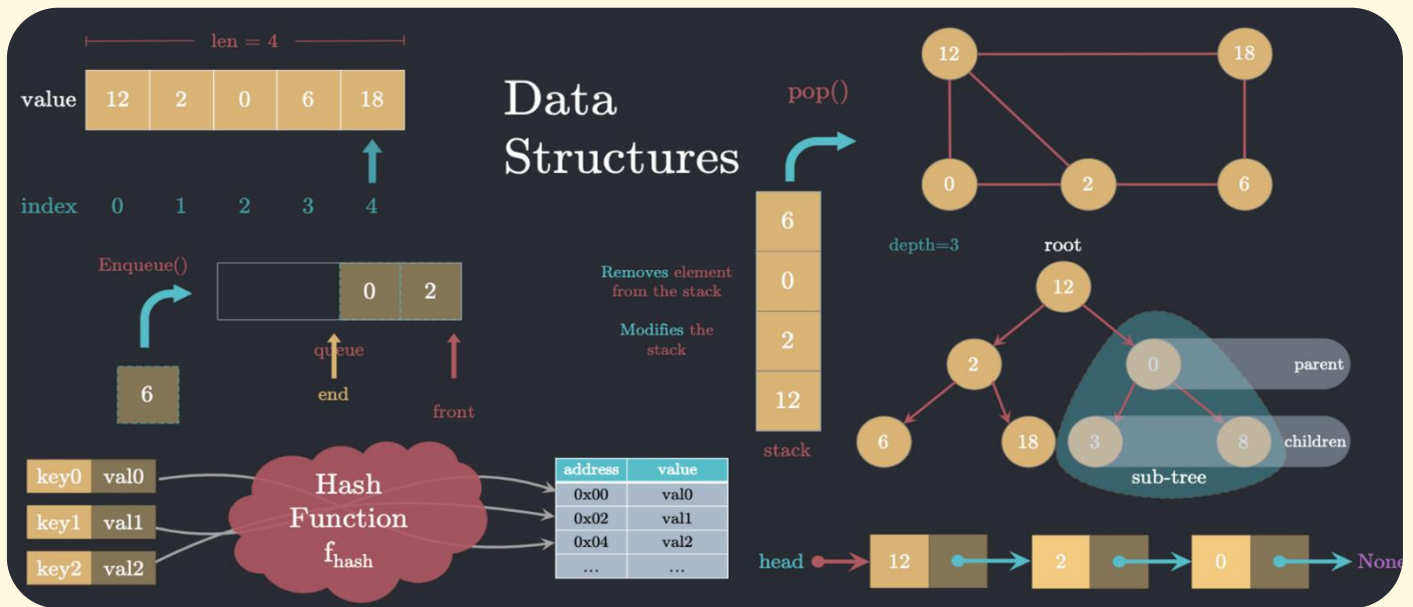 len = 4
value 12 2 0 6 18
index 0 1 2 3 4
Data
Structures
Enqueue()
0 2
queue
6
end
front
pop()
6
0
2
12
stack
Removes element
from the stack
Modifies the
stack
12 18
0 2 6
depth=3
root
12
2 0 parent
6 18 3 8 children
sub-tree
key0 val0
key1 val1
key2 val2
Hash
Function
f_hash
address value
0x00 val0
0x02 val1
0x04 val2
... ...
head 12 2 0 None